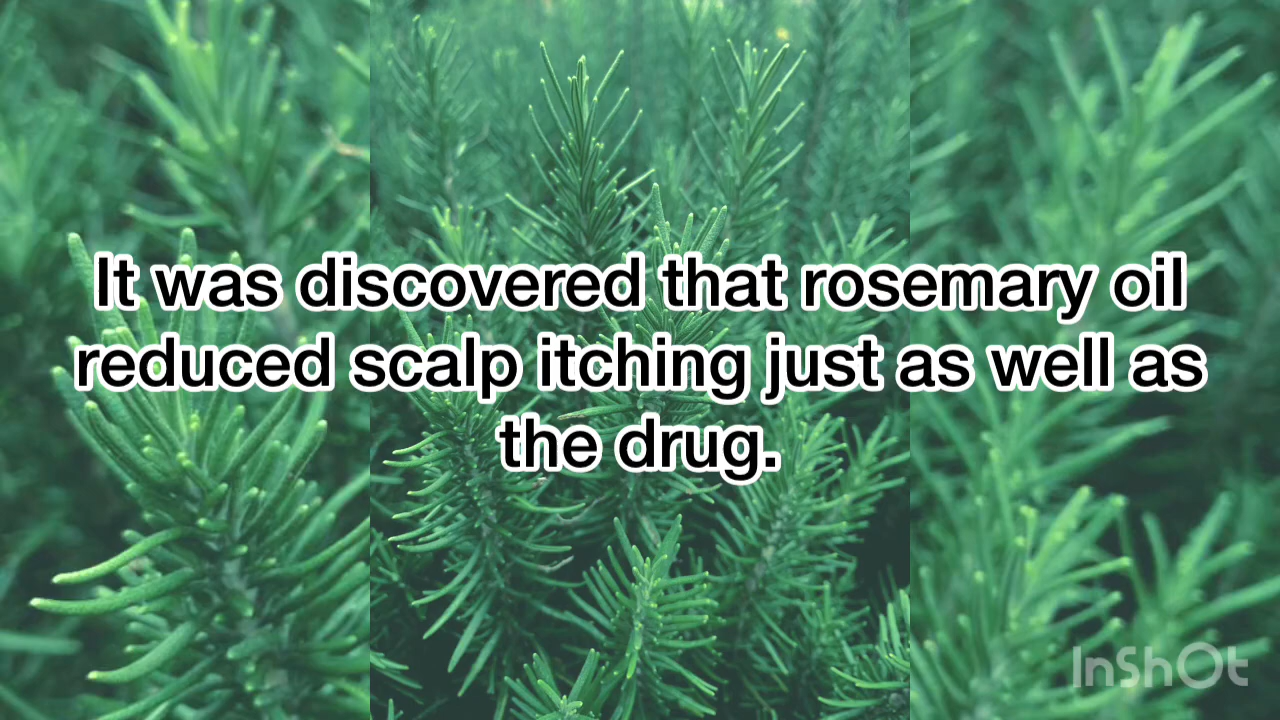 It was discovered that rosemary oil
reduced scalp itching just as well as
the drug.
InShOt